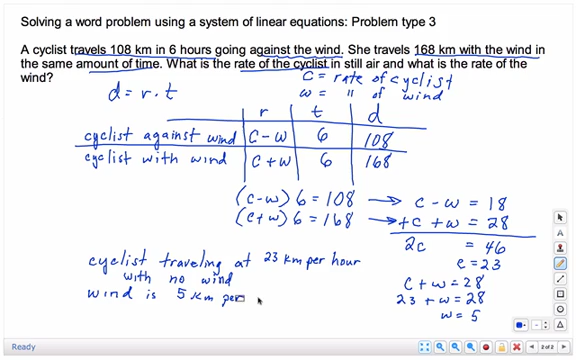 Solving a word problem using a system of linear equations: Problem type 3
A cyclist travels 108 km in 6 hours going against the wind. She travels 168 km with the wind in
the same amount of time. What is the rate of the cyclist in still air and what is the rate of the
wind?
C = rate of cyclist
d = r · t
w = " of wind
r t d
cyclist against wind C - w 6 108
cyclist with wind C + w 6 168
(c-w) 6 = 108 → c - w = 18
(c+w) 6 = 168 → + c + w = 28
2c = 46
c = 23
cyclist traveling at 23 km per hour
with no wind
wind is 5 km per
c + w = 28
23 + w = 28
w = 5
2 of 2
Ready